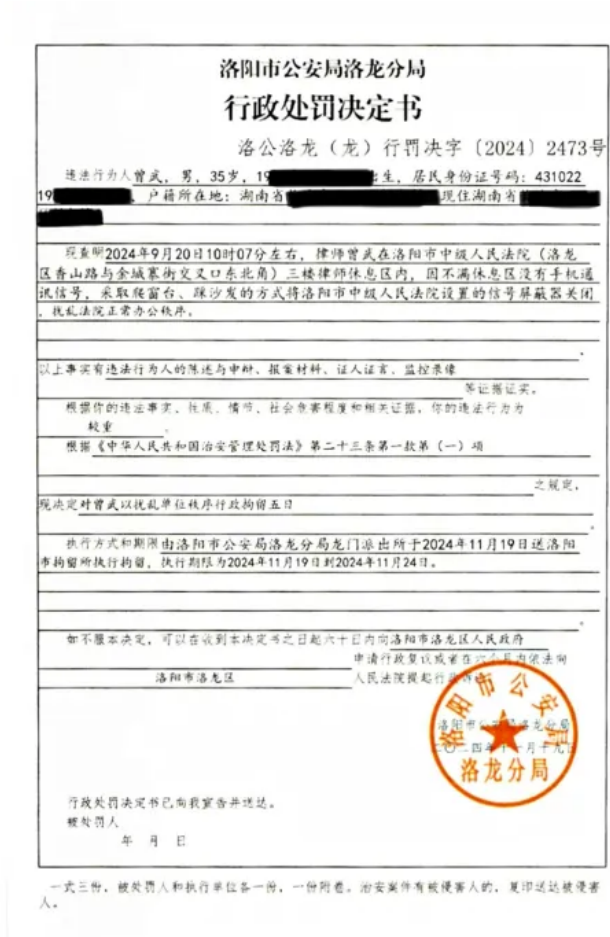 洛阳市公安局洛龙分局
行政处罚决定书
洛公洛龙（龙）行罚决字〔2024〕2473号
违法行为人曾武，男，35岁，19 出生，居民身份证号码：431022
19 ，户籍所在地：湖南省 现住湖南省
现查明2024年9月20日10时07分左右，律师曾武在洛阳市中级人民法院（洛龙
区香山路与金城寨街交叉口东北角）三楼律师休息区内，因不满休息区没有手机通
讯信号，采取爬窗台、踩沙发的方式将洛阳市中级人民法院设置的信号屏蔽器关闭
，扰乱法院正常办公秩序。
以上事实有违法行为人的陈述与申辩、报案材料、证人证言、监控录像
等证据证实。
根据你的违法事实、性质、情节、社会危害程度和相关证据，你的违法行为为
较重。
根据《中华人民共和国治安管理处罚法》第二十三条第一款第（一）项
之规定，
现决定对曾武以扰乱单位秩序行政拘留五日
执行方式和期限由洛阳市公安局洛龙分局龙门派出所于2024年11月19日送洛阳
市拘留所执行拘留，执行期限为2024年11月19日到2024年11月24日。
如不服本决定，可以在收到本决定书之日起六十日内向洛阳市洛龙区人民政府
申请行政复议或者在六个月内依法向
洛阳市洛龙区 人民法院提起行政诉讼
洛阳市公安局洛龙分局
洛阳市公安局
二〇二四年十一月十九日
洛龙分局
行政处罚决定书已向我宣告并送达。
被处罚人
年 月 日
一式三份，被处罚人和执行单位各一份，一份附卷。治安案件有被侵害人的，复印送达被侵害
人。